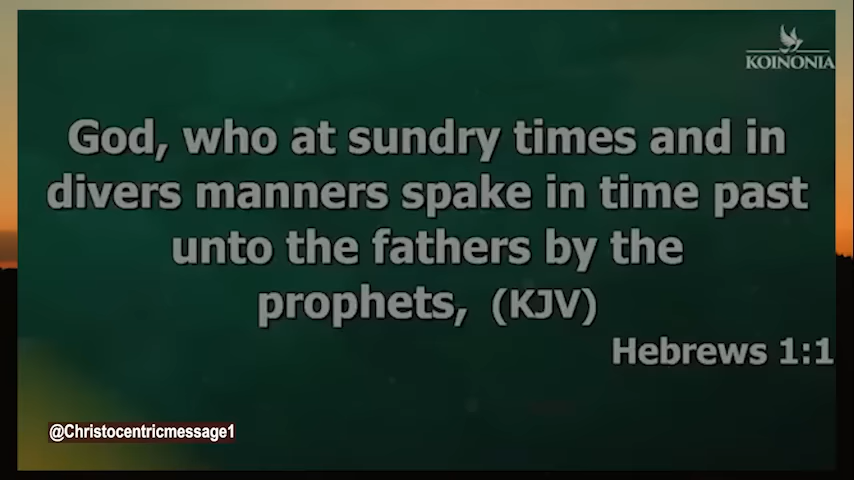 KOINONIA
God, who at sundry times and in
divers manners spake in time past
unto the fathers by the
prophets, (KJV)
Hebrews 1:1
@Christocentricmessage1